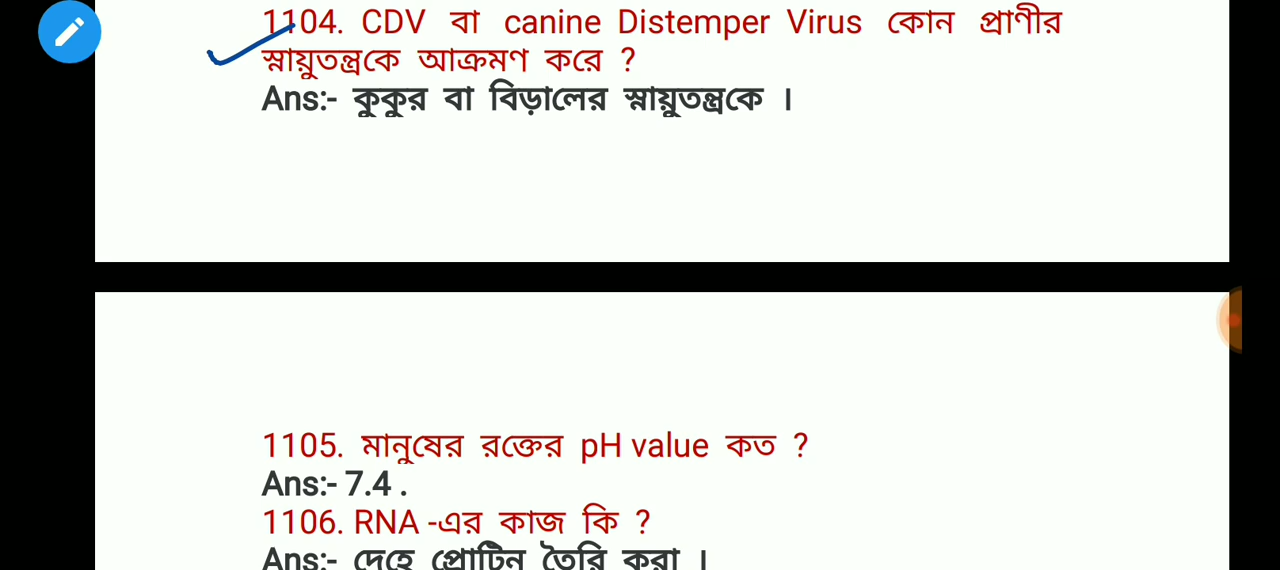 1104. CDV বা canine Distemper Virus কোন প্রাণীর
স্নায়ুতন্ত্রকে আক্রমণ করে ?
Ans:- কুকুর বা বিড়ালের স্নায়ুতন্ত্রকে ।
1105. মানুষের রক্তের pH value কত ?
Ans:- 7.4 .
1106. RNA -এর কাজ কি ?
Ans:- দেহে প্রোটিন তৈরি করা ।